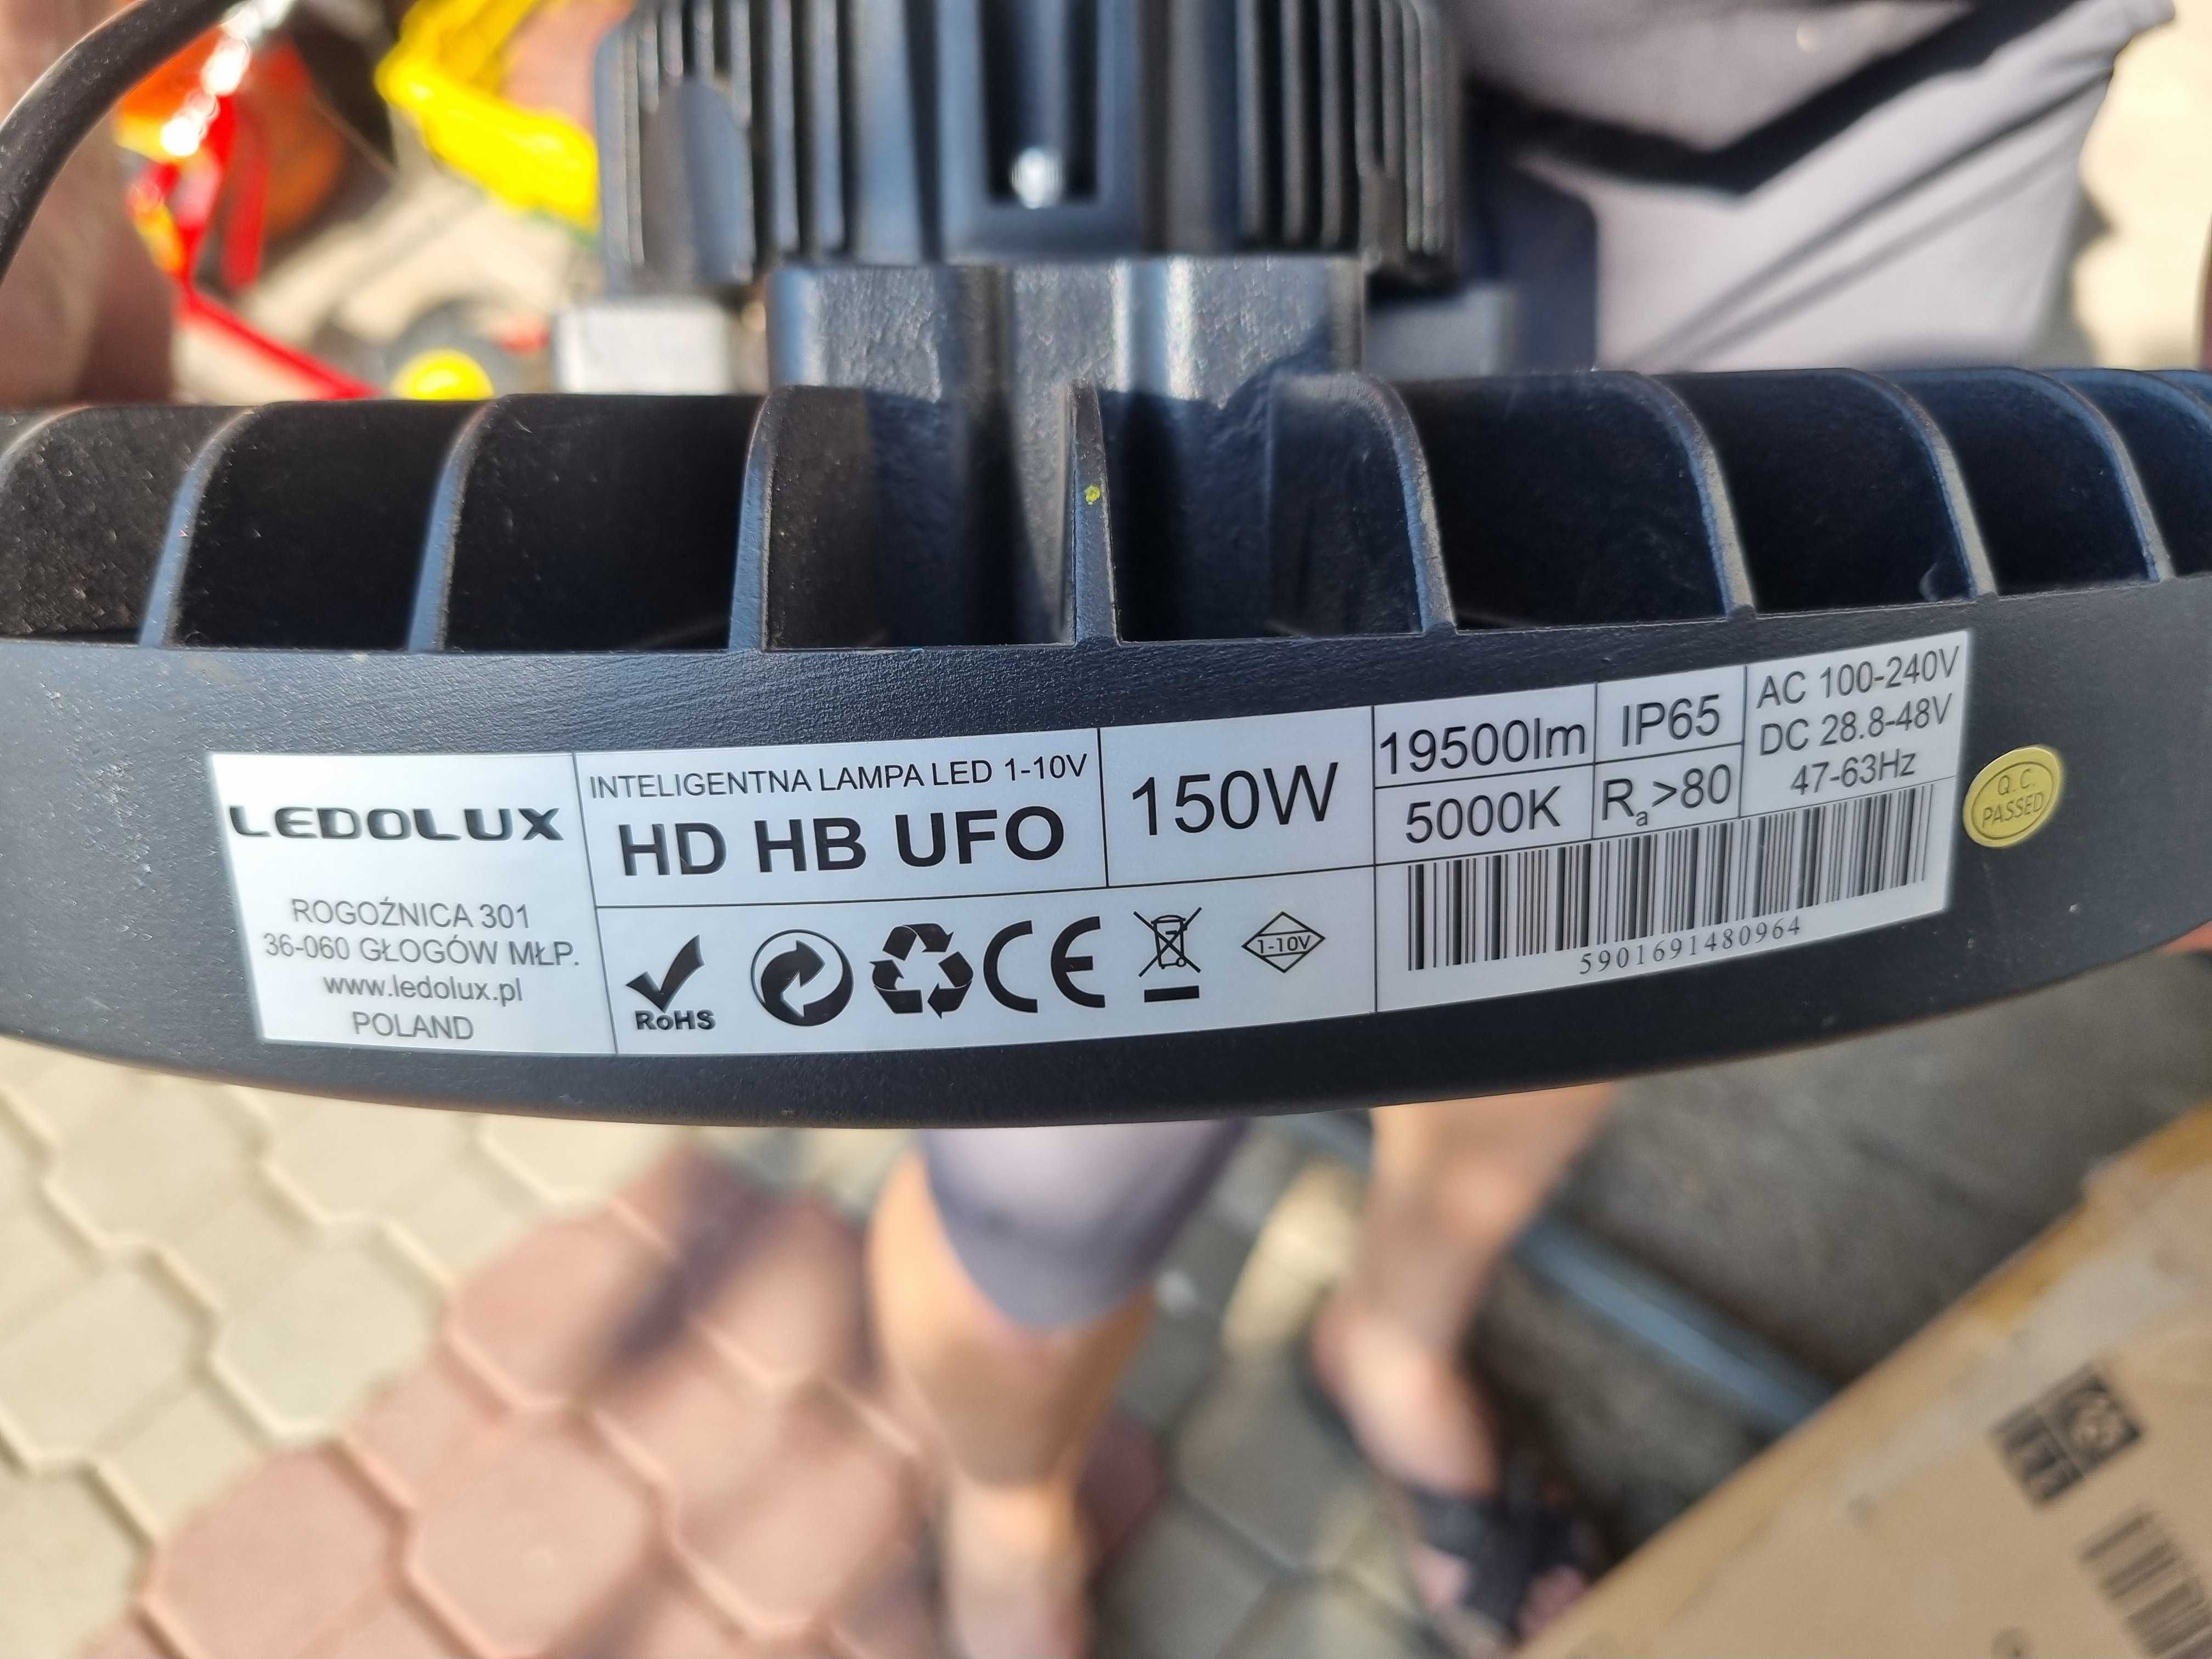 LEDOLUX
ROGOŹNICA 301
36-060 GŁOGÓW MŁP.
www.ledolux.pl
POLAND
INTELIGENTNA LAMPA LED 1-10V
HD HB UFO
150W
19500lm
5000K
IP65
Ra>80
AC 100-240V
DC 28.8-48V
47-63Hz
RoHS
CE
1-10V
5901691480964
Q.C.
PASSED